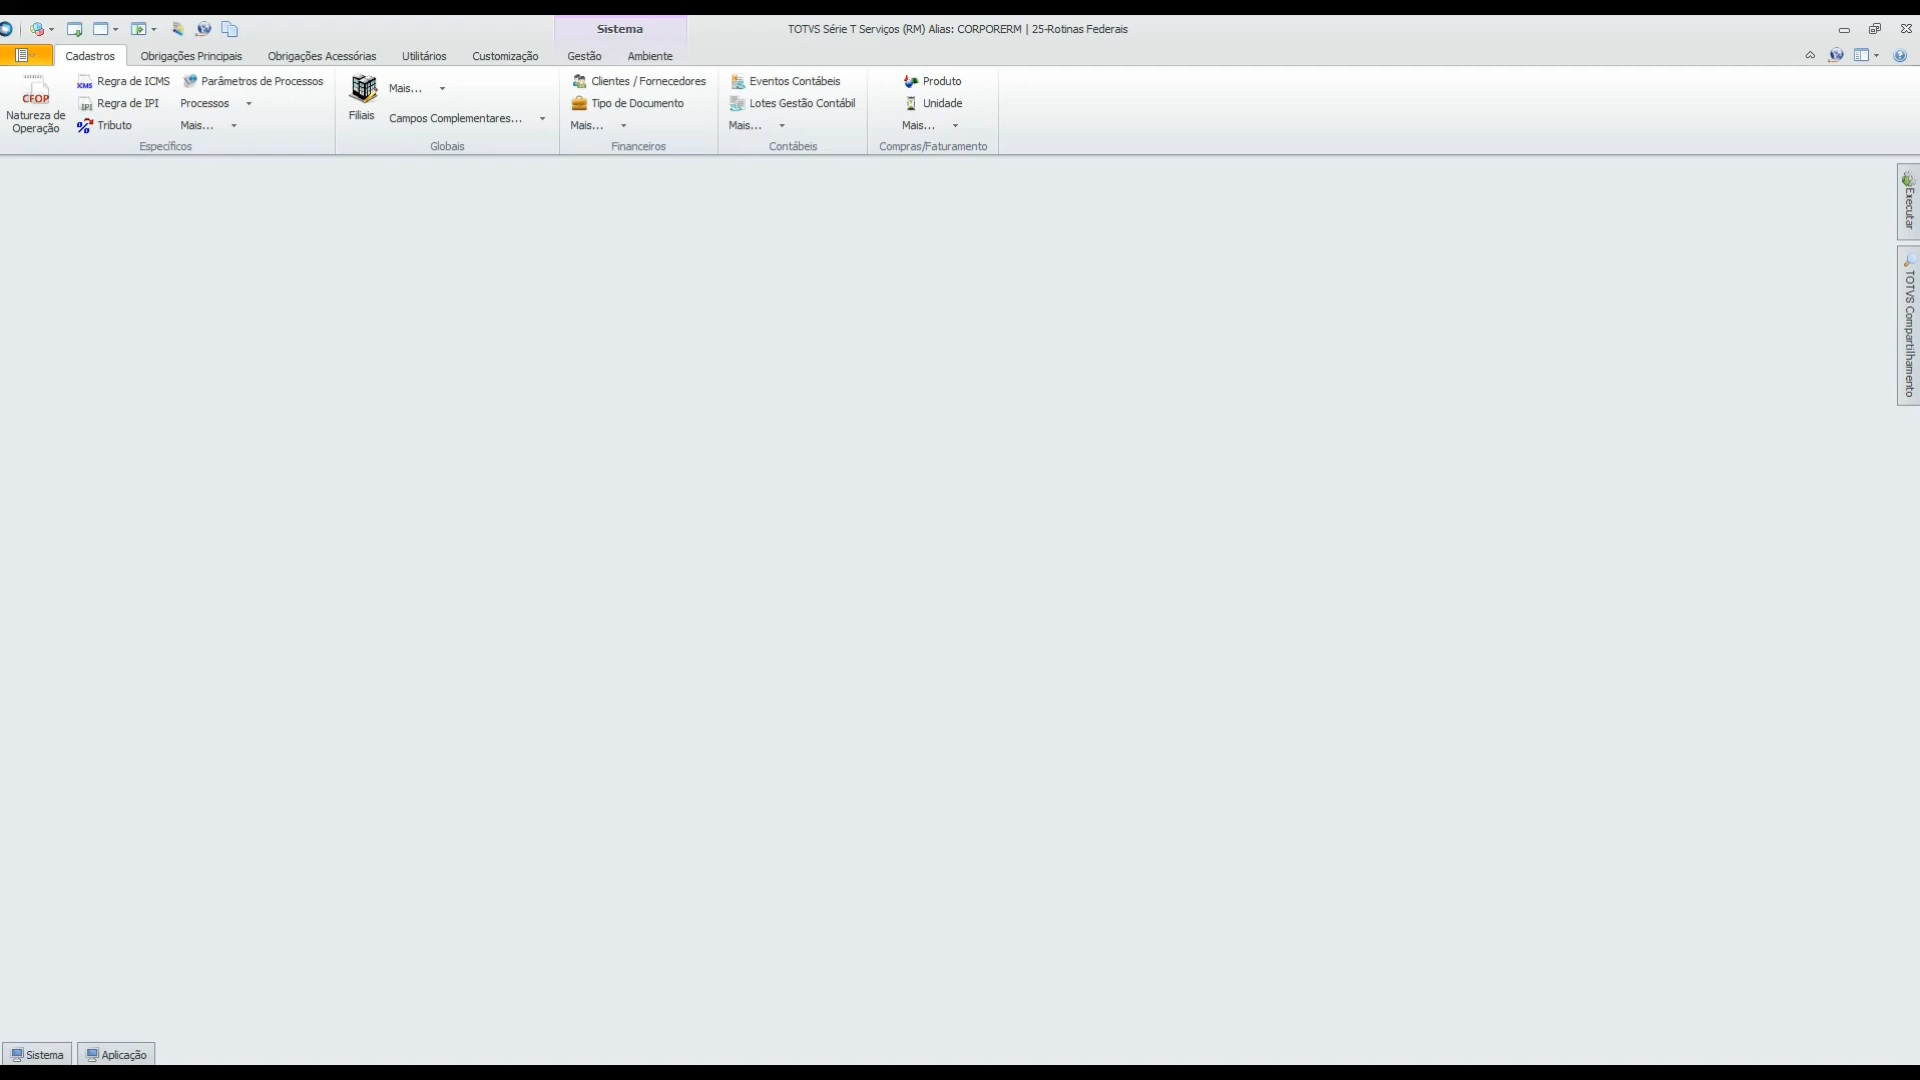 Sistema
TOTVS Série T Serviços (RM) Alias: CORPORERM | 25-Rotinas Federais
Cadastros
Obrigações Principais
Obrigações Acessórias
Utilitários
Customização
Gestão
Ambiente
CFOP
Natureza de
Operação
ICMS
Regra de ICMS
IPI
Regra de IPI
Tributo
Parâmetros de Processos
Processos
Mais...
Específicos
Filiais
Mais...
Campos Complementares...
Globais
Clientes / Fornecedores
Tipo de Documento
Mais...
Financeiros
Eventos Contábeis
Lotes Gestão Contábil
Mais...
Contábeis
Produto
Unidade
Mais...
Compras/Faturamento
Executar
TOTVS Compartilhamento
Sistema
Aplicação